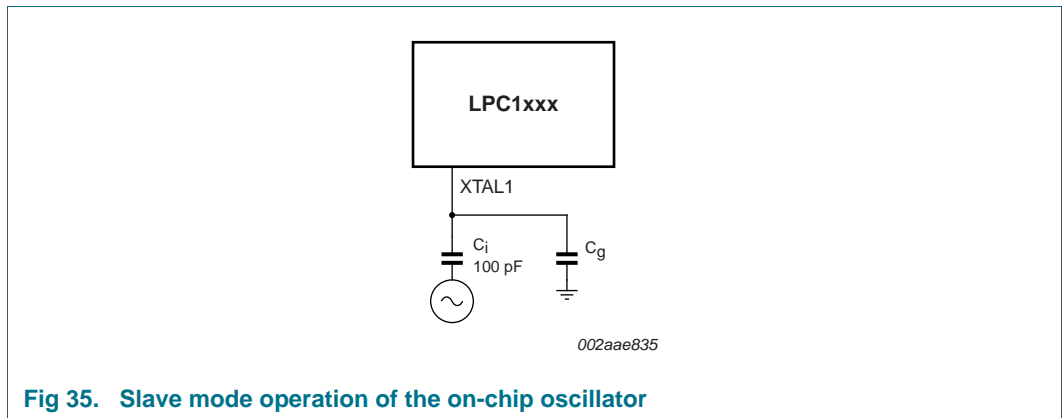 LPC1xxx
XTAL1
Ci
100 pF
Cg
002aae835
Fig 35. Slave mode operation of the on-chip oscillator